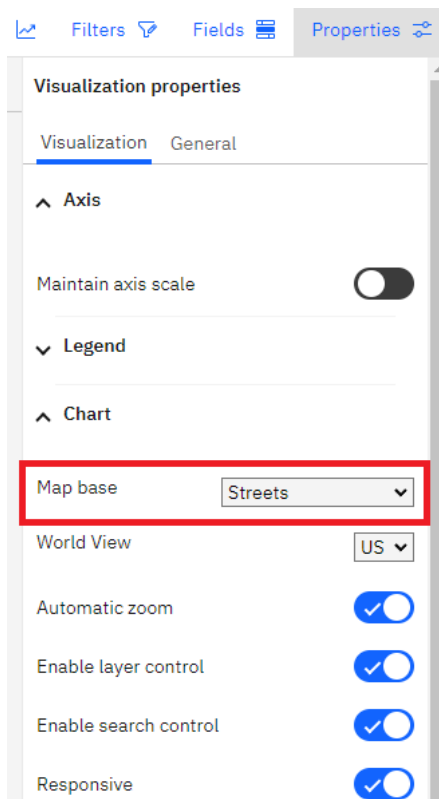 Filters Fields Properties
Visualization properties
Visualization General
Axis
Maintain axis scale
Legend
Chart
Map base Streets
World View US
Automatic zoom
Enable layer control
Enable search control
Responsive